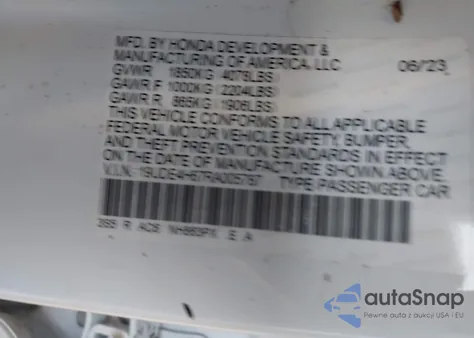 MFD. BY HONDA DEVELOPMENT &
MANUFACTURING OF AMERICA, LLC 06/23
GVWR 1850KG (4078LBS)
GAWR F 1000KG (2204LBS)
GAWR R 865KG (1906LBS)
THIS VEHICLE CONFORMS TO ALL APPLICABLE
FEDERAL MOTOR VEHICLE SAFETY, BUMPER,
AND THEFT PREVENTION STANDARDS IN EFFECT
ON THE DATE OF MANUFACTURE SHOWN ABOVE.
V.I.N.: TYPE PASSENGER CAR
E A
autoSnap
Pewne auta z aukcji USA i EU